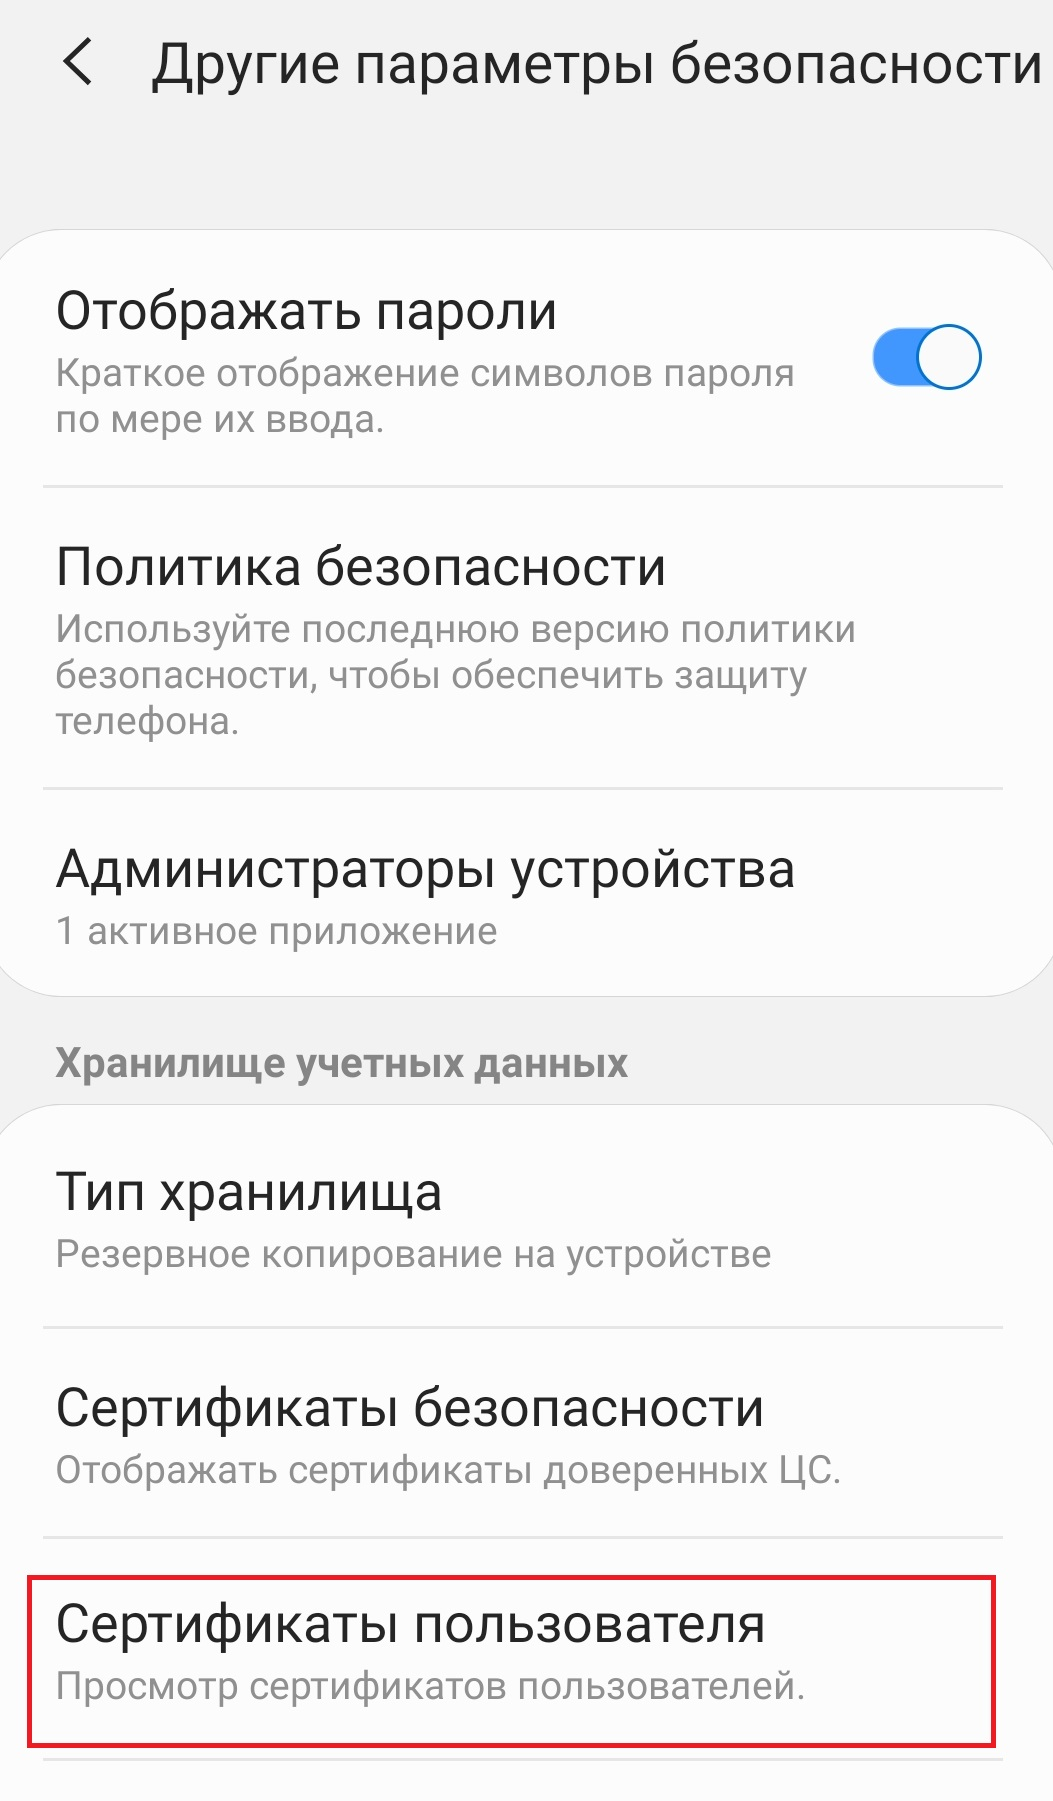 Другие параметры безопасности
Отображать пароли
Краткое отображение символов пароля
по мере их ввода.
Политика безопасности
Используйте последнюю версию политики
безопасности, чтобы обеспечить защиту
телефона.
Администраторы устройства
1 активное приложение
Хранилище учетных данных
Тип хранилища
Резервное копирование на устройстве
Сертификаты безопасности
Отображать сертификаты доверенных ЦС.
Сертификаты пользователя
Просмотр сертификатов пользователей.